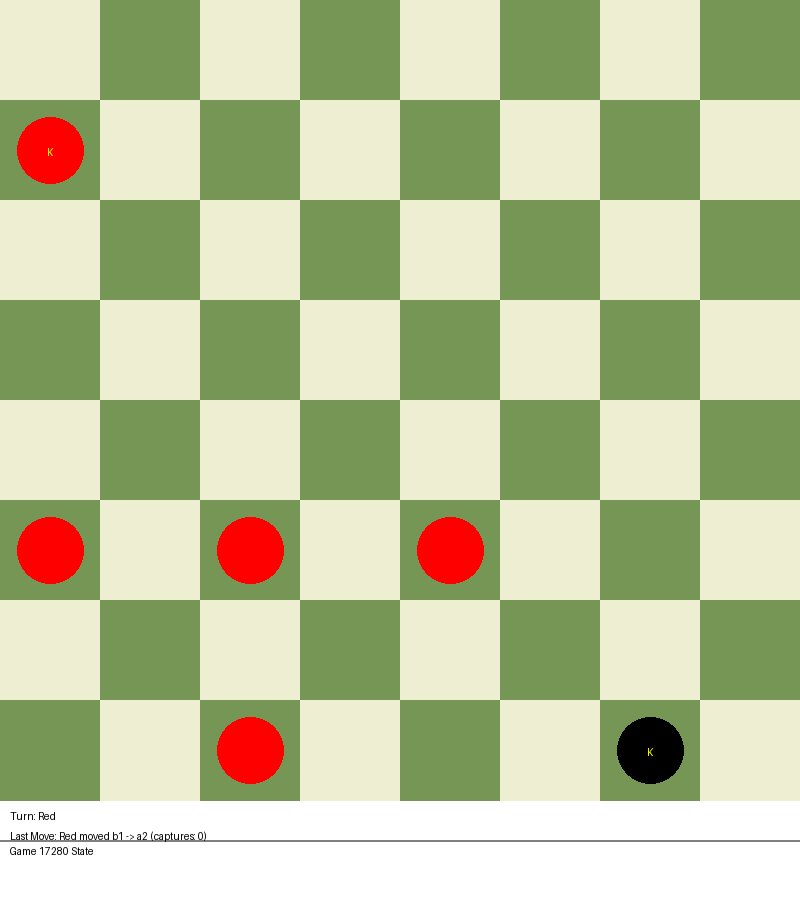 K
K
Turn: Red
Last Move: Red moved b1 -> a2 (captures: 0)
Game 17280 State